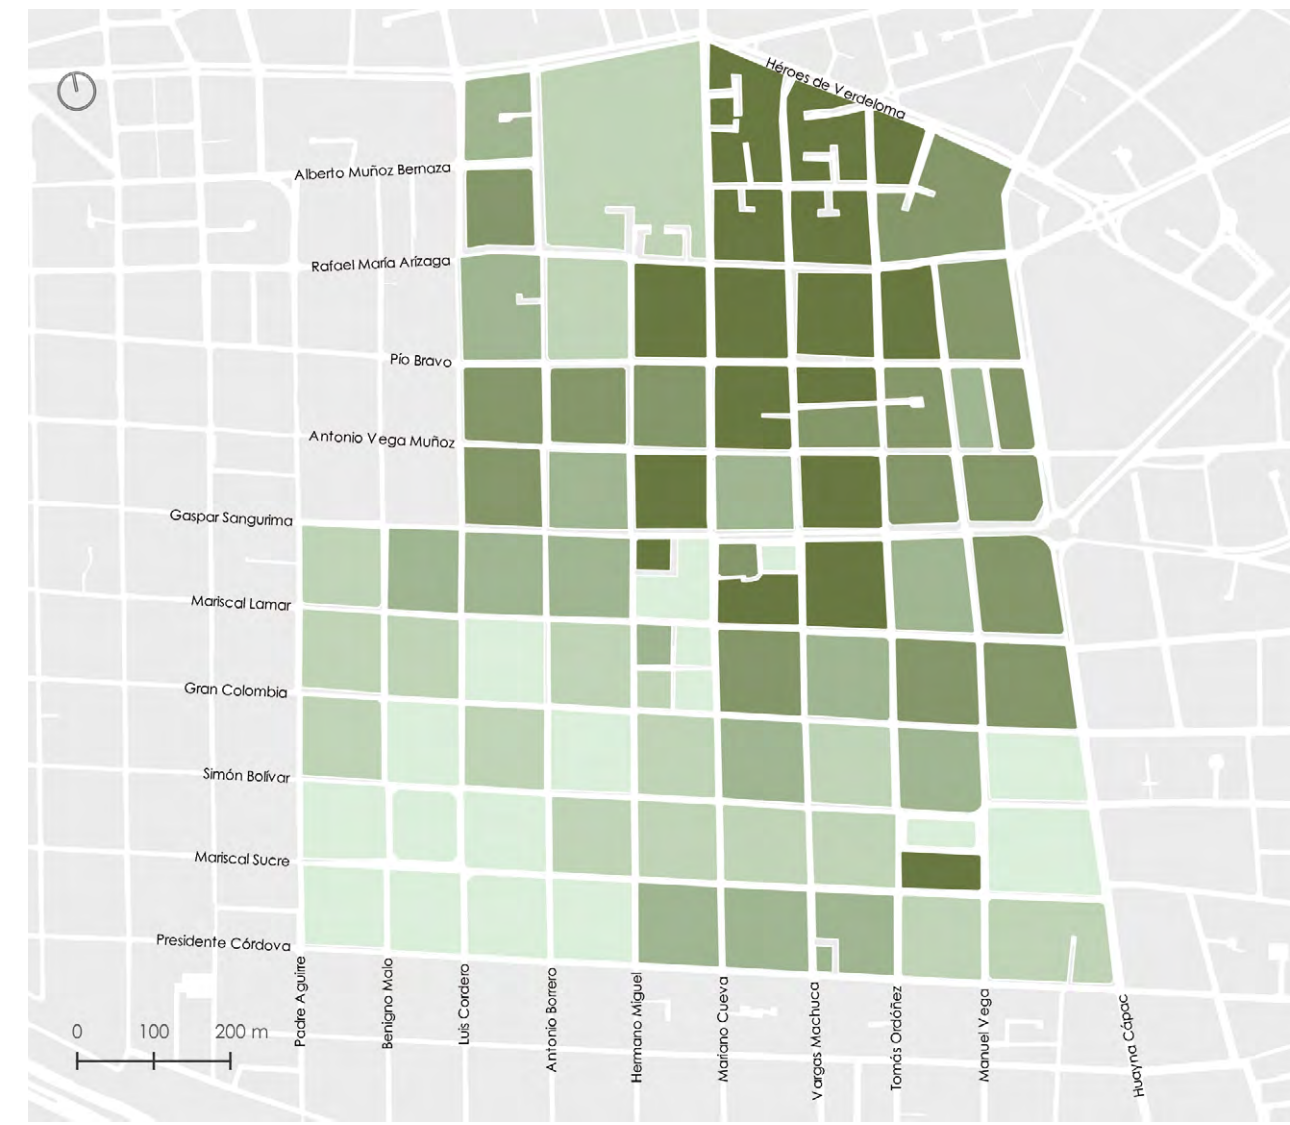 Héroes de Verdeloma
Alberto Muñoz Bernaza
Rafael María Arízaga
Pío Bravo
Antonio Vega Muñoz
Gaspar Sangurima
Mariscal Lamar
Gran Colombia
Simón Bolívar
Mariscal Sucre
Presidente Córdova
Padre Aguirre
Benigno Malo
Luis Cordero
Antonio Borrero
Hermano Miguel
Mariano Cueva
Vargas Machuca
Tomás Ordóñez
Manuel Vega
Huayna Cápac
0 100 200 m